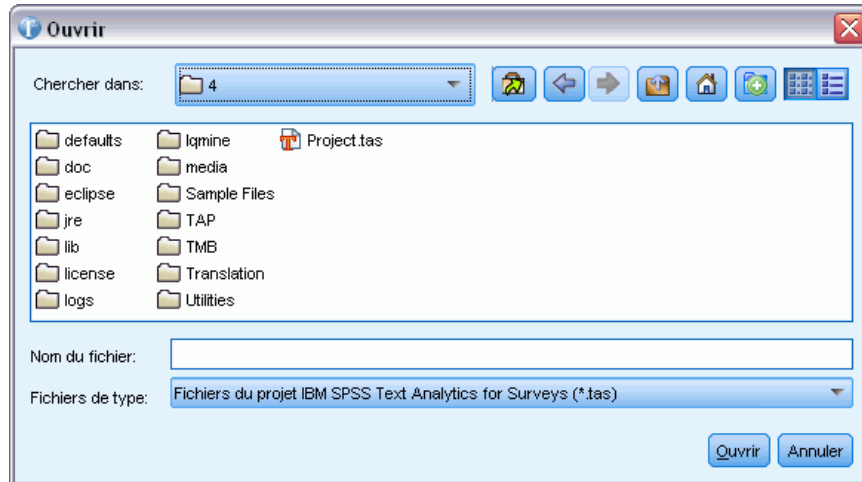 Ouvrir
Chercher dans:
4
defaults
lqmine
Project.tas
doc
media
eclipse
Sample Files
jre
TAP
lib
TMB
license
Translation
logs
Utilities
Nom du fichier:
Fichiers de type:
Fichiers du projet IBM SPSS Text Analytics for Surveys (*.tas)
Ouvrir
Annuler